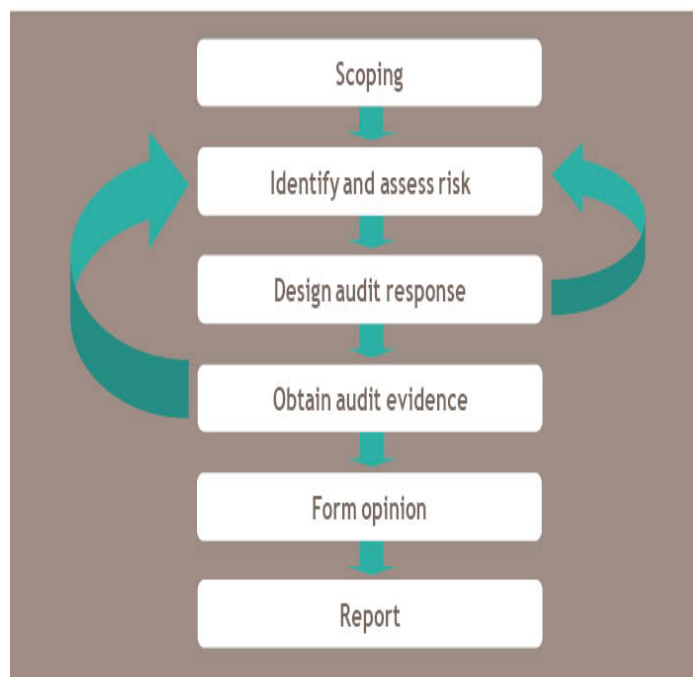 Scoping
Identify and assess risk
Design audit response
Obtain audit evidence
Form opinion
Report